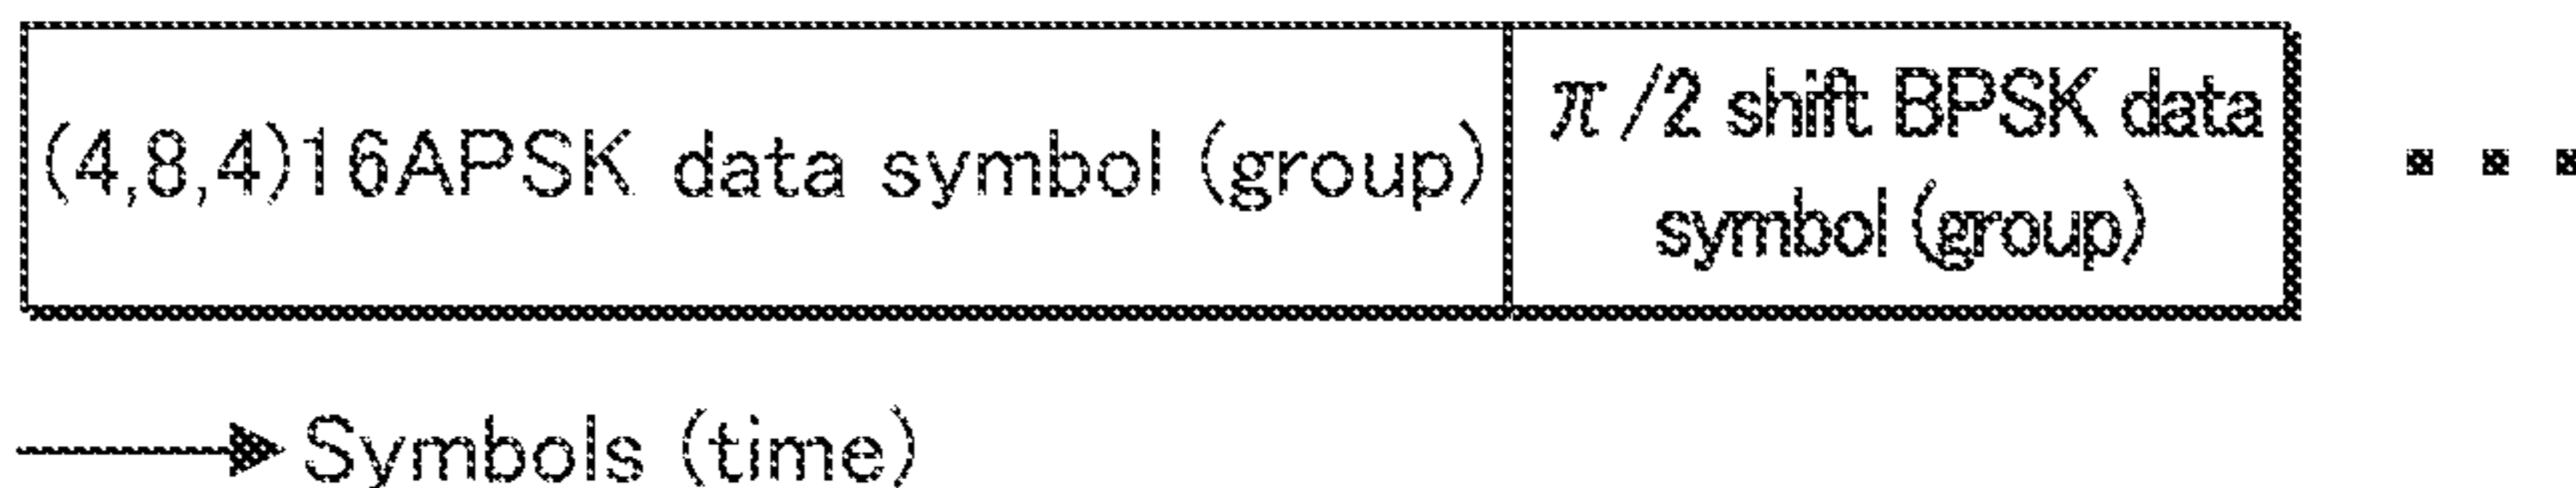 (4,8,4)16APSK data symbol (group)
π/2 shift BPSK data
symbol (group)
Symbols (time)